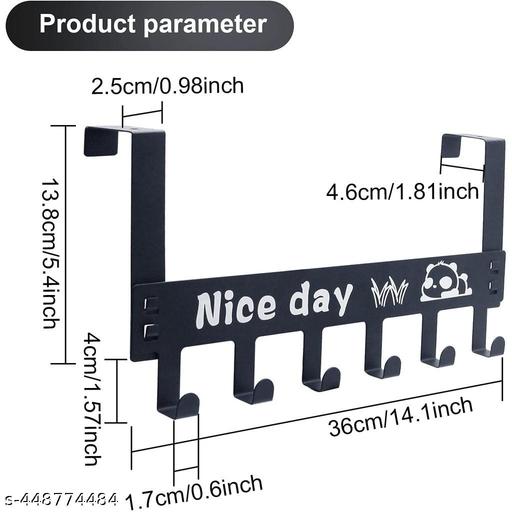 Product parameter
2.5cm/0.98inch
13.8cm/5.4inch
4.6cm/1.81inch
Nice day
4cm/1.57inch
36cm/14.1inch
1.7cm/0.6inch
s-448774484